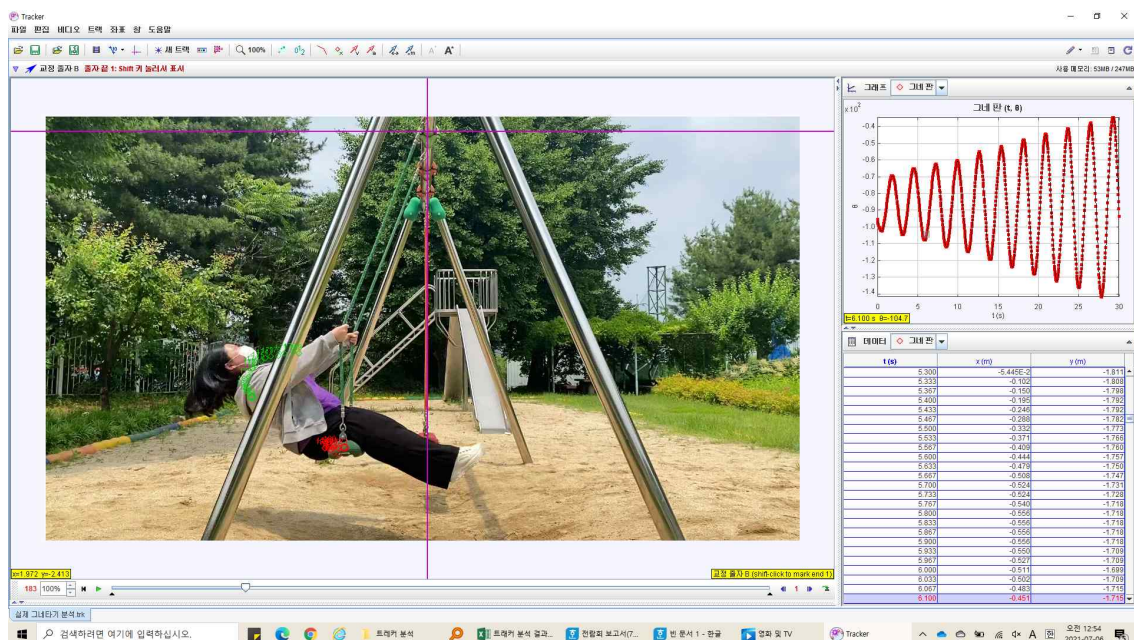 Tracker
파일 편집 비디오 트랙 좌표 창 도움말
새 트랙 100%
교정 줄자 B 줄자 끝 1: Shift 키 눌러서 표시
사용 메모리: 53MB / 247MB
그래프 그네 판
x 10²
그네 판 (t, θ)
-0.4
-0.5
-0.6
-0.7
-0.8
-0.9
-1.0
-1.1
-1.2
-1.3
-1.4
θ
0 5 10 15 20 25 30
t (s)
t=6.100 s θ=-104.7
데이터 그네 판
t (s) x (m) y (m)
5.300 -5.445E-2 -1.811
5.333 -0.102 -1.808
5.367 -0.150 -1.798
5.400 -0.195 -1.792
5.433 -0.246 -1.792
5.467 -0.288 -1.782
5.500 -0.332 -1.773
5.533 -0.371 -1.766
5.567 -0.409 -1.760
5.600 -0.444 -1.757
5.633 -0.479 -1.750
5.667 -0.508 -1.747
5.700 -0.524 -1.731
5.733 -0.524 -1.728
5.767 -0.540 -1.718
5.800 -0.556 -1.718
5.833 -0.556 -1.718
5.867 -0.556 -1.718
5.900 -0.556 -1.718
5.933 -0.550 -1.709
5.967 -0.527 -1.709
6.000 -0.511 -1.699
6.033 -0.502 -1.709
6.067 -0.483 -1.715
6.100 -0.451 -1.715
x=1.972 y=-2.413
교정 줄자 B (shift-click to mark end 1)
183 100% 1
실제 그네타기 분석.trk
검색하려면 여기에 입력하십시오.
트래커 분석
트래커 분석 결과...
전람회 보고서(7...
빈 문서 1 - 한글
영화 및 TV
Tracker
A 한
오전 12:54
2021-07-06